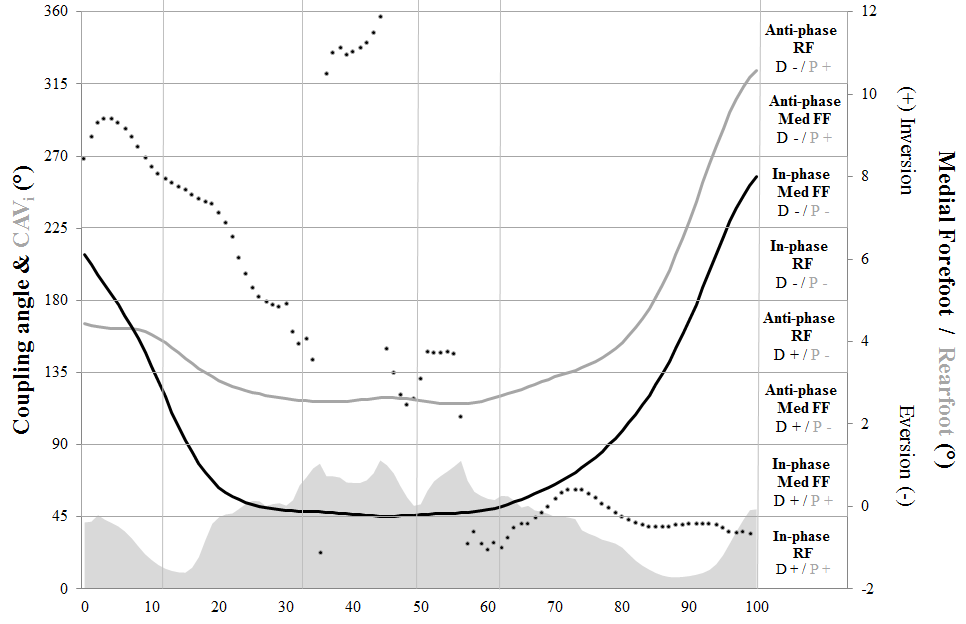 360
315
270
225
180
135
90
45
0
Coupling angle & CAVi (°)
0
10
20
30
40
50
60
70
80
90
100
Anti-phase
RF
D - / P +
Anti-phase
Med FF
D - / P +
In-phase
Med FF
D - / P -
In-phase
RF
D - / P -
Anti-phase
RF
D + / P -
Anti-phase
Med FF
D + / P -
In-phase
Med FF
D + / P +
In-phase
RF
D + / P +
12
10
8
6
4
2
0
-2
(+) Inversion
Eversion (-)
Medial Forefoot / Rearfoot (°)